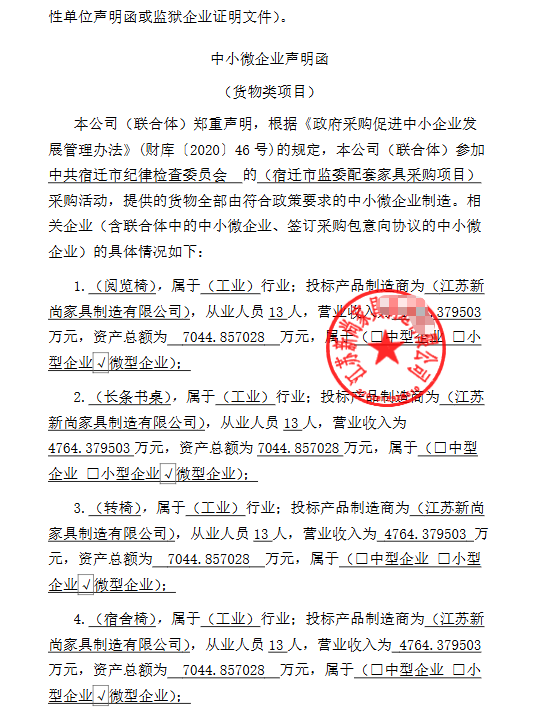 性单位声明函或监狱企业证明文件）。
中小微企业声明函
（货物类项目）
本公司（联合体）郑重声明，根据《政府采购促进中小企业发
展管理办法》(财库〔2020〕46 号)的规定，本公司（联合体）参加
中共宿迁市纪律检查委员会 的（宿迁市监委配套家具采购项目）
采购活动，提供的货物全部由符合政策要求的中小微企业制造。相
关企业（含联合体中的中小微企业、签订采购包意向协议的中小微
企业）的具体情况如下：
1. （阅览椅），属于（工业）行业；投标产品制造商为（江苏新
尚家具制造有限公司），从业人员 13 人，营业收入 .379503
万元，资产总额为 7044.857028 万元，属于（□中型企业 □小
型企业☑微型企业）；
2. （长条书桌），属于（工业）行业；投标产品制造商为（江苏
新尚家具制造有限公司），从业人员 13 人，营业收入为
4764.379503 万元，资产总额为 7044.857028 万元，属于（□中型
企业 □小型企业☑微型企业）；
3. （转椅），属于（工业）行业；投标产品制造商为（江苏新尚
家具制造有限公司），从业人员 13 人，营业收入为 4764.379503 万
元，资产总额为 7044.857028 万元，属于（□中型企业 □小型
企业☑微型企业）；
4. （宿舍椅），属于（工业）行业；投标产品制造商为（江苏新
尚家具制造有限公司），从业人员 13 人，营业收入为 4764.379503
万元，资产总额为 7044.857028 万元，属于（□中型企业 □小
型企业☑微型企业）；
江苏新尚家具 限公司